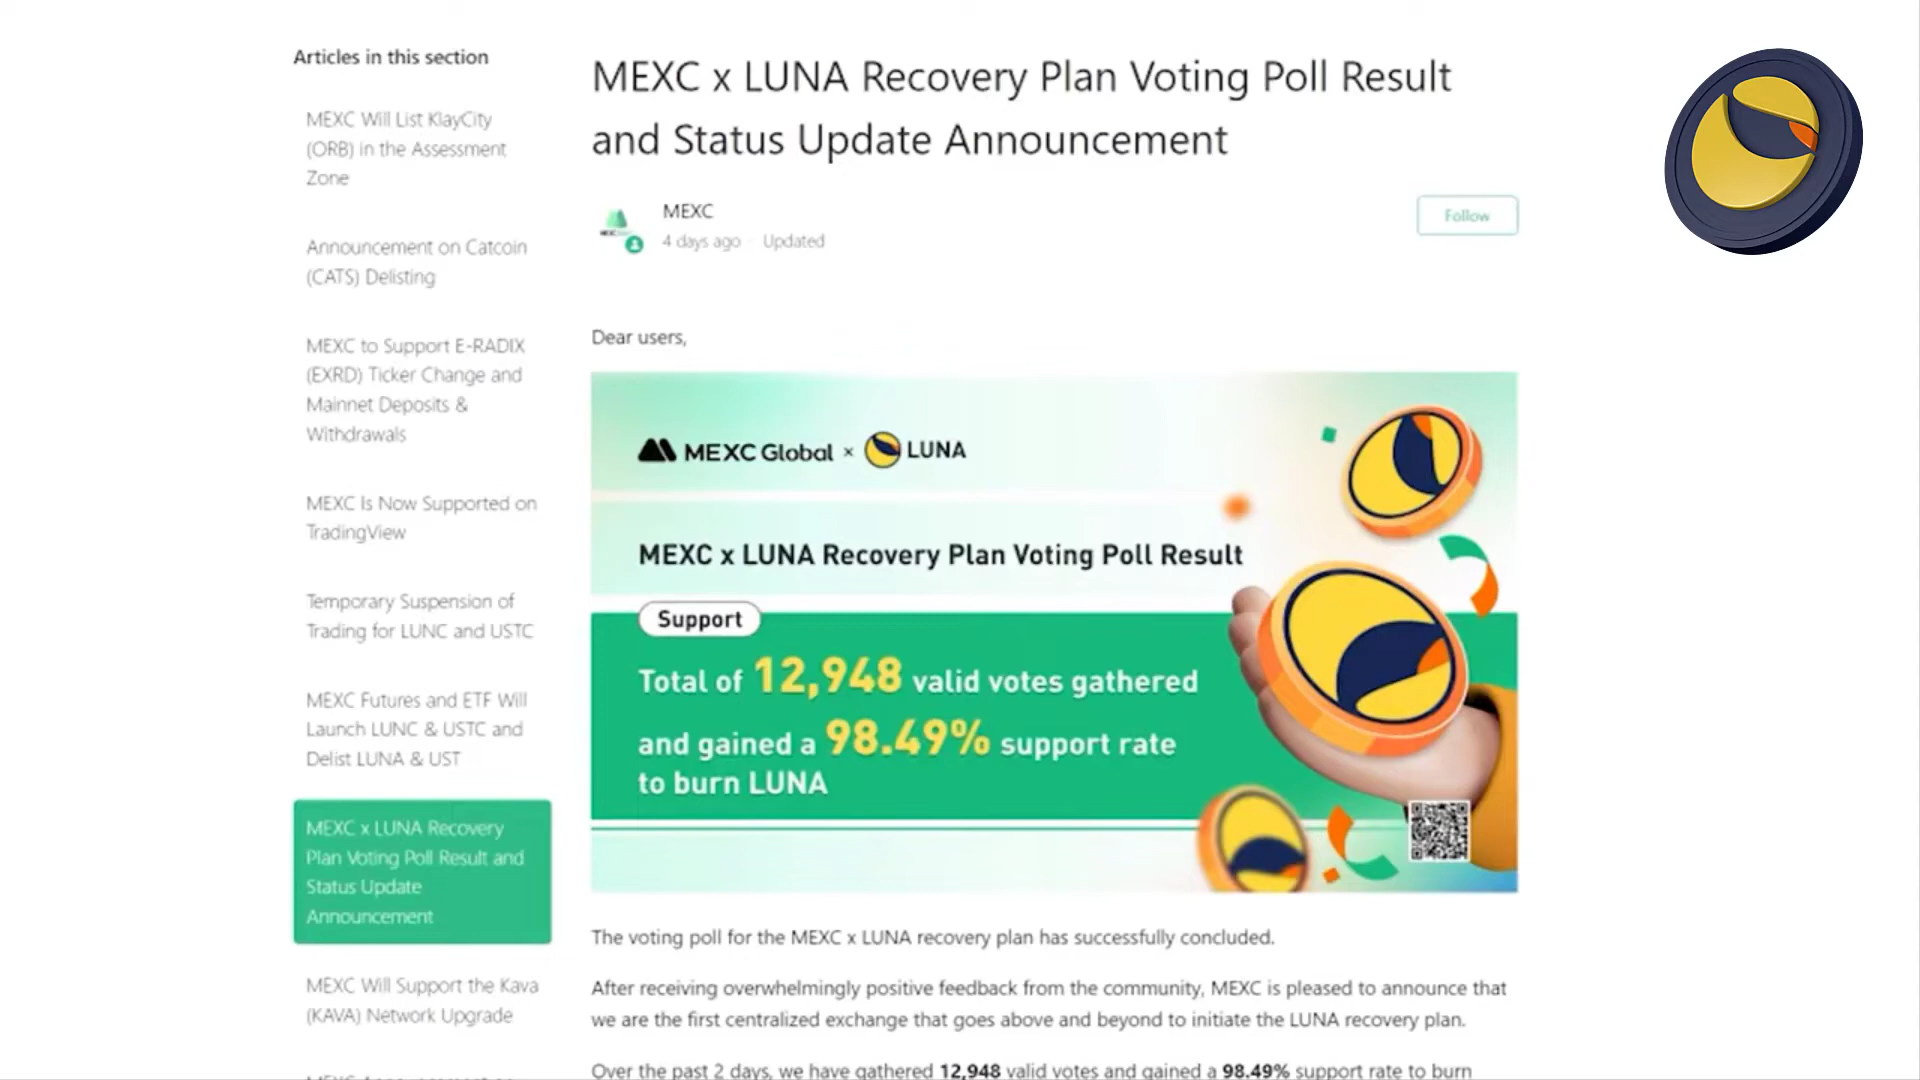 Articles in this section
MEXC Will List KlayCity
(ORB) in the Assessment
Zone
Announcement on Catcoin
(CATS) Delisting
MEXC to Support E-RADIX
(EXRD) Ticker Change and
Mainnet Deposits &
Withdrawals
MEXC Is Now Supported on
TradingView
Temporary Suspension of
Trading for LUNC and USTC
MEXC Futures and ETF Will
Launch LUNC & USTC and
Delist LUNA & UST
MEXC x LUNA Recovery
Plan Voting Poll Result and
Status Update
Announcement
MEXC Will Support the Kava
(KAVA) Network Upgrade
MEXC x LUNA Recovery Plan Voting Poll Result
and Status Update Announcement
MEXC
4 days ago · Updated
Follow
Dear users,
MEXC Global × LUNA
MEXC x LUNA Recovery Plan Voting Poll Result
Support
Total of 12,948 valid votes gathered
and gained a 98.49% support rate
to burn LUNA
The voting poll for the MEXC x LUNA recovery plan has successfully concluded.
After receiving overwhelmingly positive feedback from the community, MEXC is pleased to announce that
we are the first centralized exchange that goes above and beyond to initiate the LUNA recovery plan.
Over the past 2 days, we have gathered 12,948 valid votes and gained a 98.49% support rate to burn